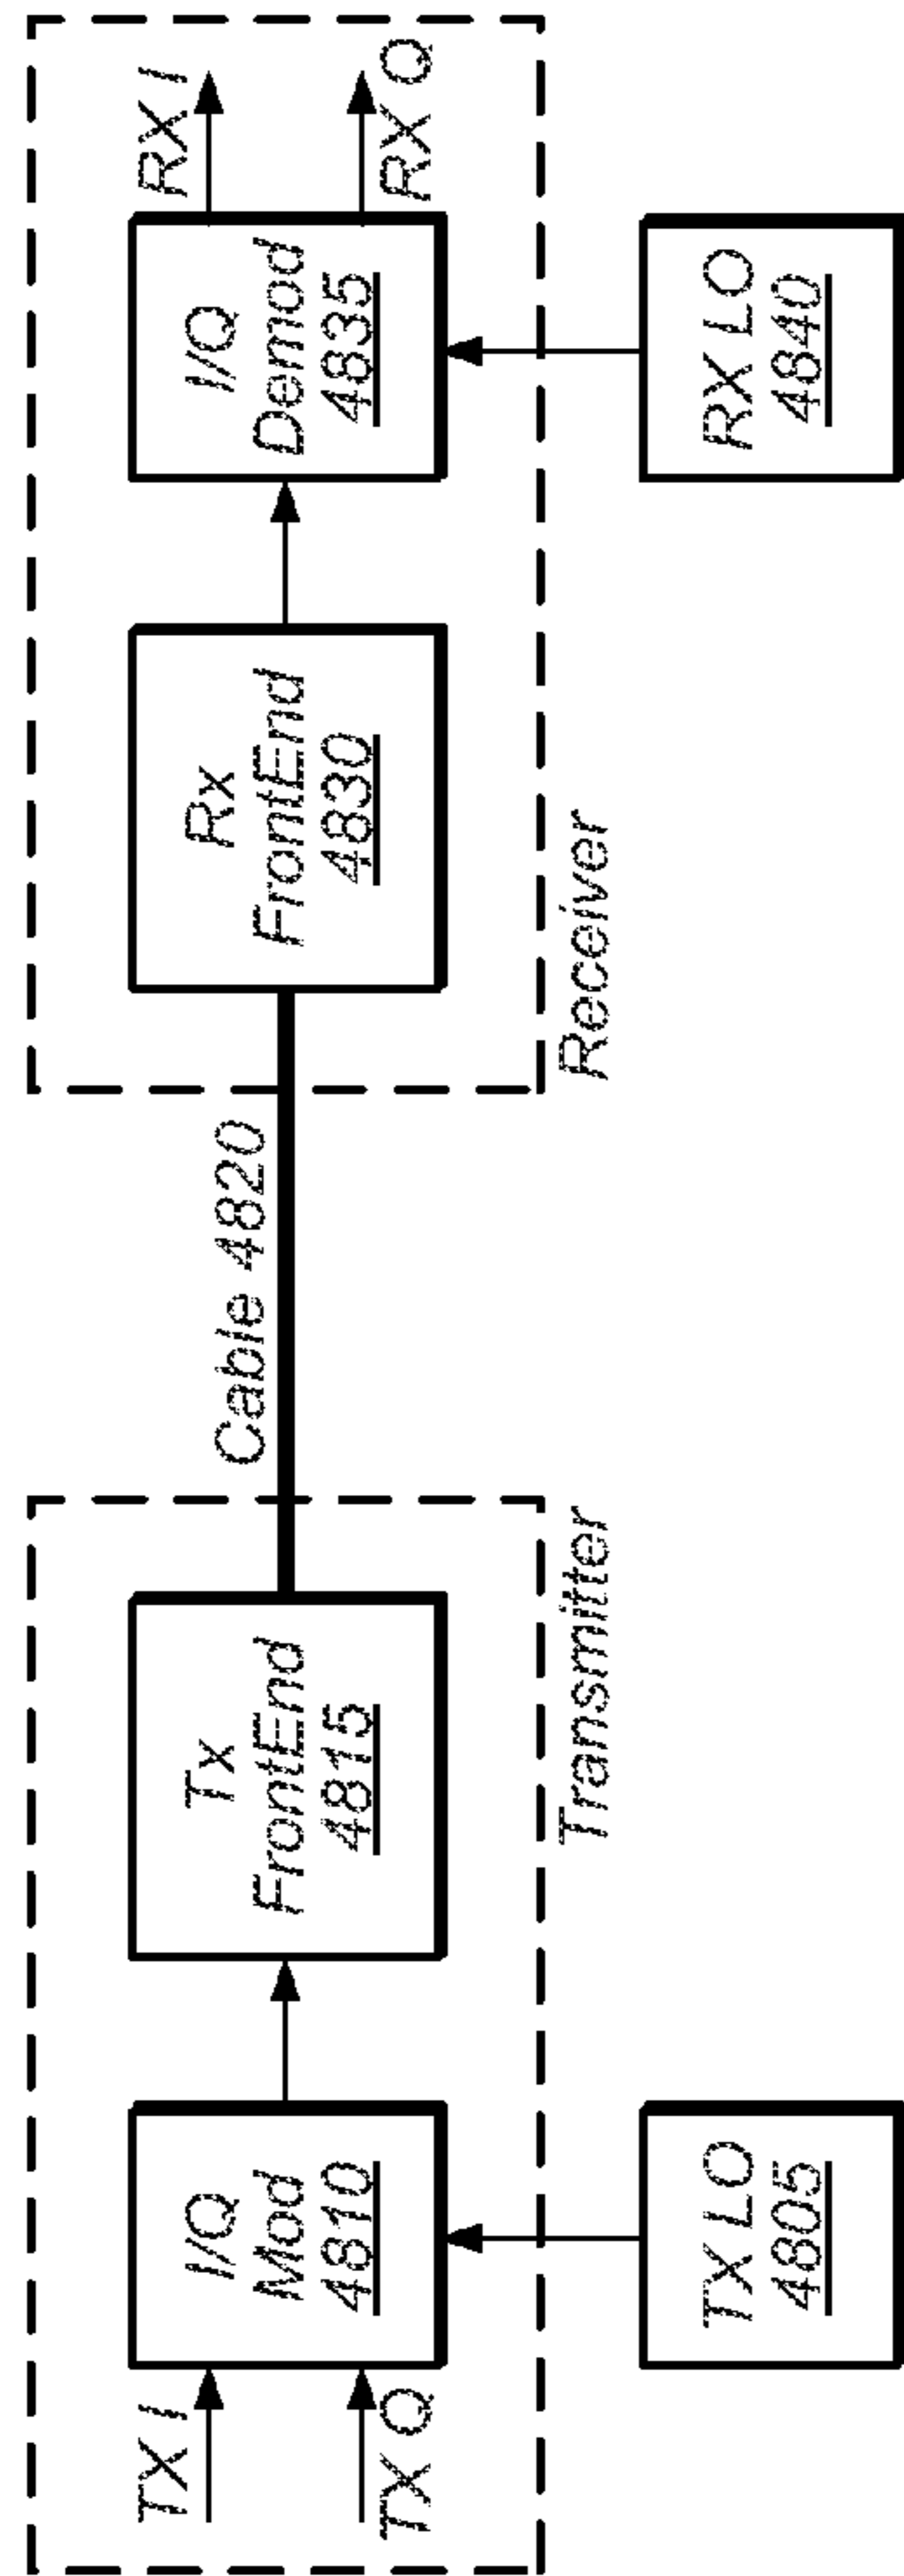 TX I
TX Q
I/Q
Mod
4810
Tx
FrontEnd
4815
Cable 4820
Rx
FrontEnd
4830
I/Q
Demod
4835
RX I
RX Q
Transmitter
Receiver
TX LO
4805
RX LO
4840